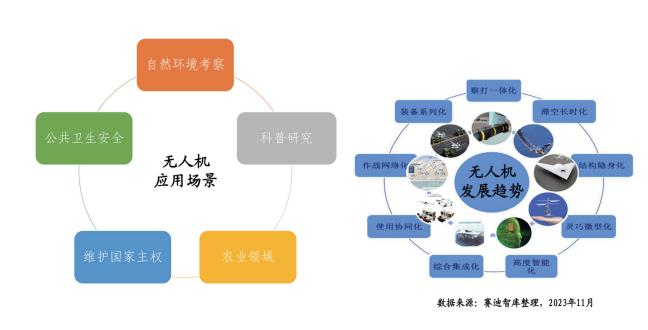 自然环境考察
公共卫生安全
科普研究
无人机
应用场景
维护国家主权
农业领域
察打一体化
装备系列化
滞空长时化
作战网络化
结构隐身化
无人机
发展趋势
使用协同化
灵巧微型化
综合集成化
高度智能
化
数据来源：赛迪智库整理，2023年11月